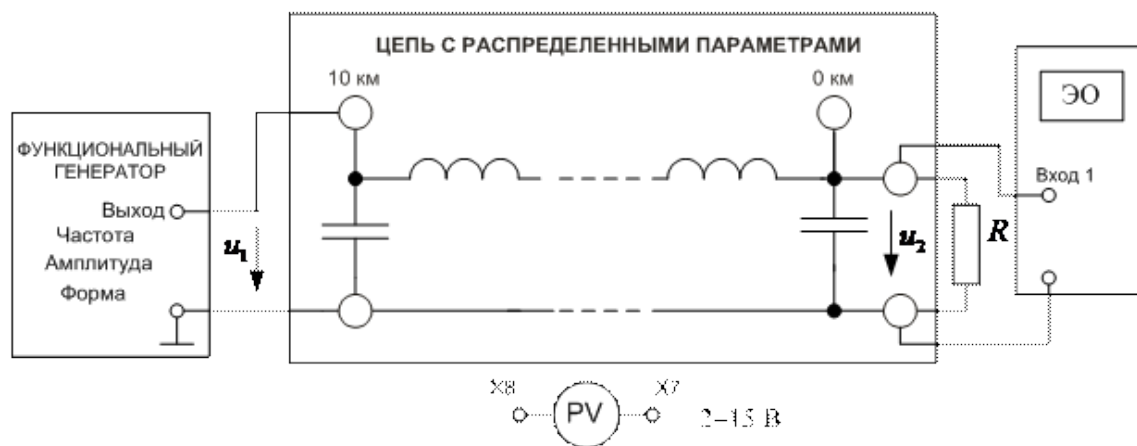 ЦЕПЬ С РАСПРЕДЕЛЕННЫМИ ПАРАМЕТРАМИ
10 км
0 км
ЭО
ФУНКЦИОНАЛЬНЫЙ
ГЕНЕРАТОР
Выход
Частота
Амплитуда
Форма
u₁
u₂
R
Вход 1
X8
PV
X7
2–15 В